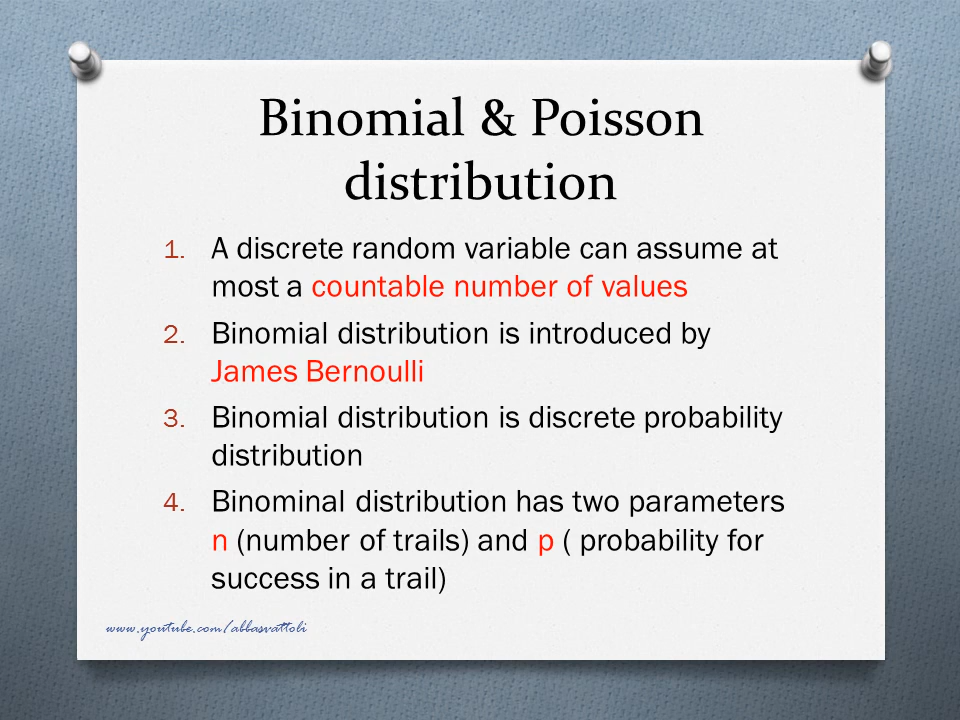 Binomial & Poisson
distribution
1. A discrete random variable can assume at
most a countable number of values
2. Binomial distribution is introduced by
James Bernoulli
3. Binomial distribution is discrete probability
distribution
4. Binominal distribution has two parameters
n (number of trails) and p ( probability for
success in a trail)
www.youtube.com/abbasvattoli